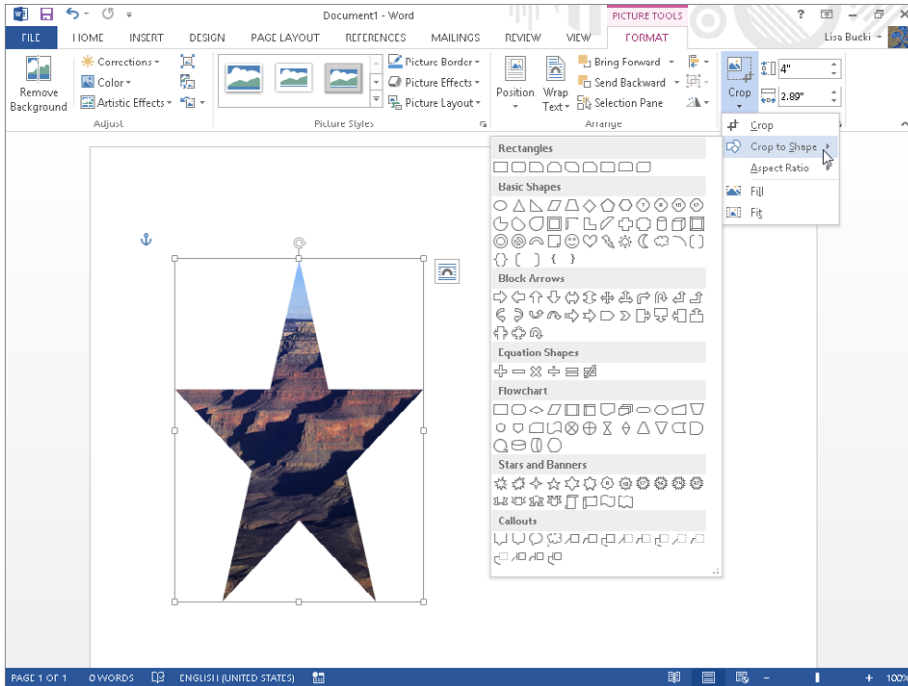 Document1 - Word
PICTURE TOOLS
?
FILE HOME INSERT DESIGN PAGE LAYOUT REFERENCES MAILINGS REVIEW VIEW FORMAT Lisa Bucki
Remove Background
Corrections
Color
Artistic Effects
Adjust
Picture Styles
Picture Border
Picture Effects
Picture Layout
Position
Wrap Text
Bring Forward
Send Backward
Selection Pane
Arrange
Crop
4"
2.89"
Crop
Crop to Shape
Aspect Ratio
Fill
Fit
Rectangles
Basic Shapes
Block Arrows
Equation Shapes
Flowchart
Stars and Banners
Callouts
PAGE 1 OF 1 0 WORDS ENGLISH (UNITED STATES) 100%